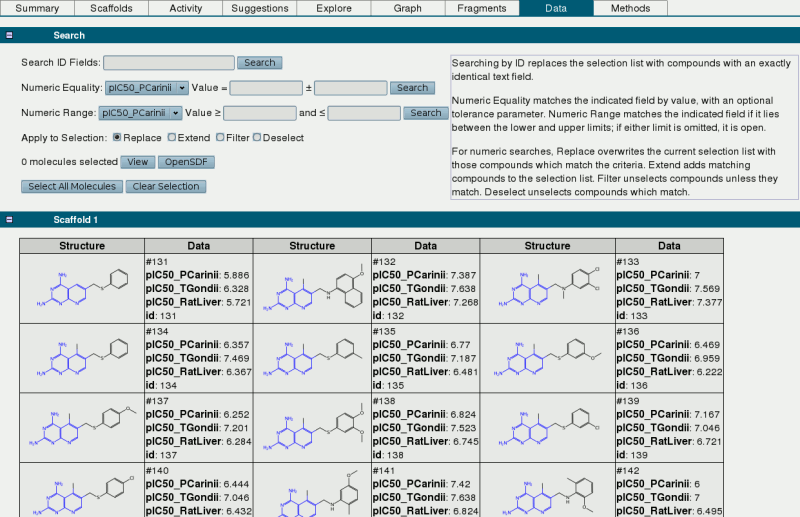 Summary Scaffolds Activity Suggestions Explore Graph Fragments Data Methods
Search
Search ID Fields: Search
Numeric Equality: pIC50_PCarinii Value = ± Search
Numeric Range: pIC50_PCarinii Value ≥ and ≤ Search
Apply to Selection: Replace Extend Filter Deselect
0 molecules selected View OpenSDF
Select All Molecules Clear Selection
Searching by ID replaces the selection list with compounds with an exactly
identical text field.
Numeric Equality matches the indicated field by value, with an optional
tolerance parameter. Numeric Range matches the indicated field if it lies
between the lower and upper limits; if either limit is omitted, it is open.
For numeric searches, Replace overwrites the current selection list with
those compounds which match the criteria. Extend adds matching
compounds to the selection list. Filter unselects compounds unless they
match. Deselect unselects compounds which match.
Scaffold 1
Structure Data Structure Data Structure Data
#131
pIC50_PCarinii: 5.886
pIC50_TGondii: 6.328
pIC50_RatLiver: 5.721
id: 131
#132
pIC50_PCarinii: 7.387
pIC50_TGondii: 7.638
pIC50_RatLiver: 7.268
id: 132
#133
pIC50_PCarinii: 7
pIC50_TGondii: 7.569
pIC50_RatLiver: 7.377
id: 133
#134
pIC50_PCarinii: 6.357
pIC50_TGondii: 7.469
pIC50_RatLiver: 6.367
id: 134
#135
pIC50_PCarinii: 6.77
pIC50_TGondii: 7.187
pIC50_RatLiver: 6.481
id: 135
#136
pIC50_PCarinii: 6.469
pIC50_TGondii: 6.959
pIC50_RatLiver: 6.222
id: 136
#137
pIC50_PCarinii: 6.252
pIC50_TGondii: 7.201
pIC50_RatLiver: 6.284
id: 137
#138
pIC50_PCarinii: 6.824
pIC50_TGondii: 7.523
pIC50_RatLiver: 6.745
id: 138
#139
pIC50_PCarinii: 7.167
pIC50_TGondii: 7.046
pIC50_RatLiver: 6.721
id: 139
#140
pIC50_PCarinii: 6.444
pIC50_TGondii: 7.046
pIC50_RatLiver: 6.432
#141
pIC50_PCarinii: 7.42
pIC50_TGondii: 7.638
pIC50_RatLiver: 6.824
#142
pIC50_PCarinii: 6
pIC50_TGondii: 7
pIC50_RatLiver: 6.495